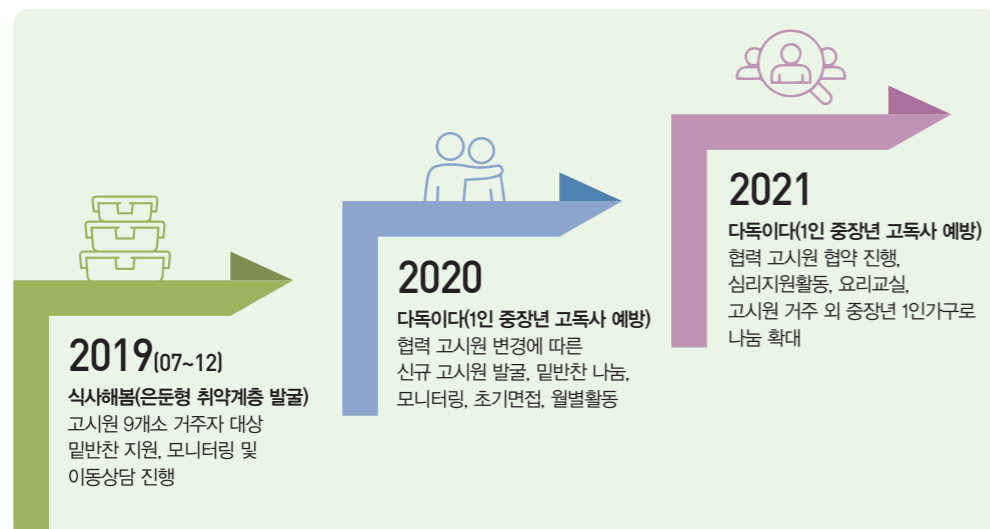 2019(07~12)
식사해봄(은둔형 취약계층 발굴)
고시원 9개소 거주자 대상
밑반찬 지원, 모니터링 및
이동상담 진행
2020
다독이다(1인 중장년 고독사 예방)
협력 고시원 변경에 따른
신규 고시원 발굴, 밑반찬 나눔,
모니터링, 초기면접, 월별활동
2021
다독이다(1인 중장년 고독사 예방)
협력 고시원 협약 진행,
심리지원활동, 요리교실,
고시원 거주 외 중장년 1인가구로
나눔 확대